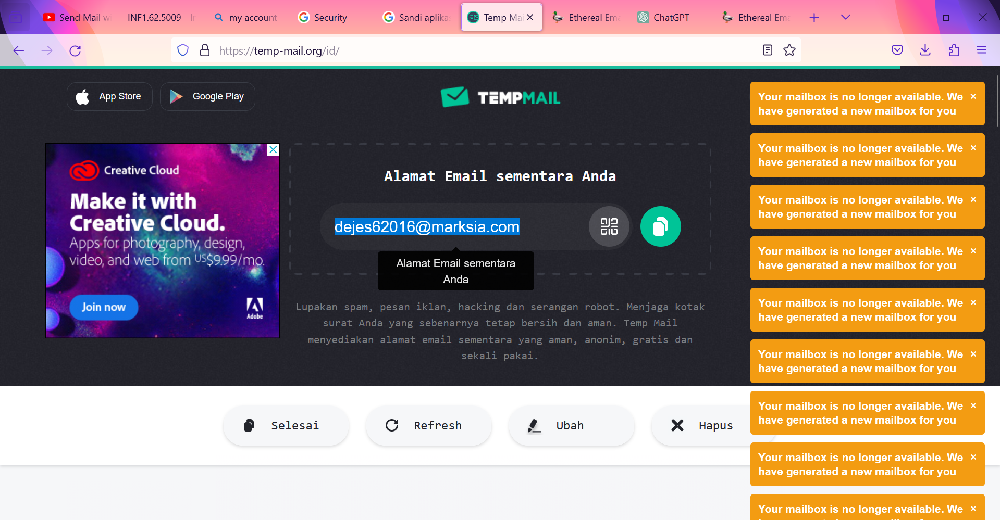 Send Mail wi
INF1.62.5009 - In
my account
Security
Sandi aplika
Temp Mai
Ethereal Ema
ChatGPT
Ethereal Ema
https://temp-mail.org/id/
App Store
Google Play
TEMPMAIL
Creative Cloud
Make it with
Creative Cloud.
Apps for photography, design,
video, and web from US$9.99/mo.
Join now
Adobe
Alamat Email sementara Anda
dejes62016@marksia.com
Alamat Email sementara
Anda
Lupakan spam, pesan iklan, hacking dan serangan robot. Menjaga kotak
surat Anda yang sebenarnya tetap bersih dan aman. Temp Mail
menyediakan alamat email sementara yang aman, anonim, gratis dan
sekali pakai.
Selesai
Refresh
Ubah
Hapus
Your mailbox is no longer available. We
have generated a new mailbox for you
Your mailbox is no longer available. We
have generated a new mailbox for you
Your mailbox is no longer available. We
have generated a new mailbox for you
Your mailbox is no longer available. We
have generated a new mailbox for you
Your mailbox is no longer available. We
have generated a new mailbox for you
Your mailbox is no longer available. We
have generated a new mailbox for you
Your mailbox is no longer available. We
have generated a new mailbox for you
Your mailbox is no longer available. We
have generated a new mailbox for you
Your mailbox is no longer available. We